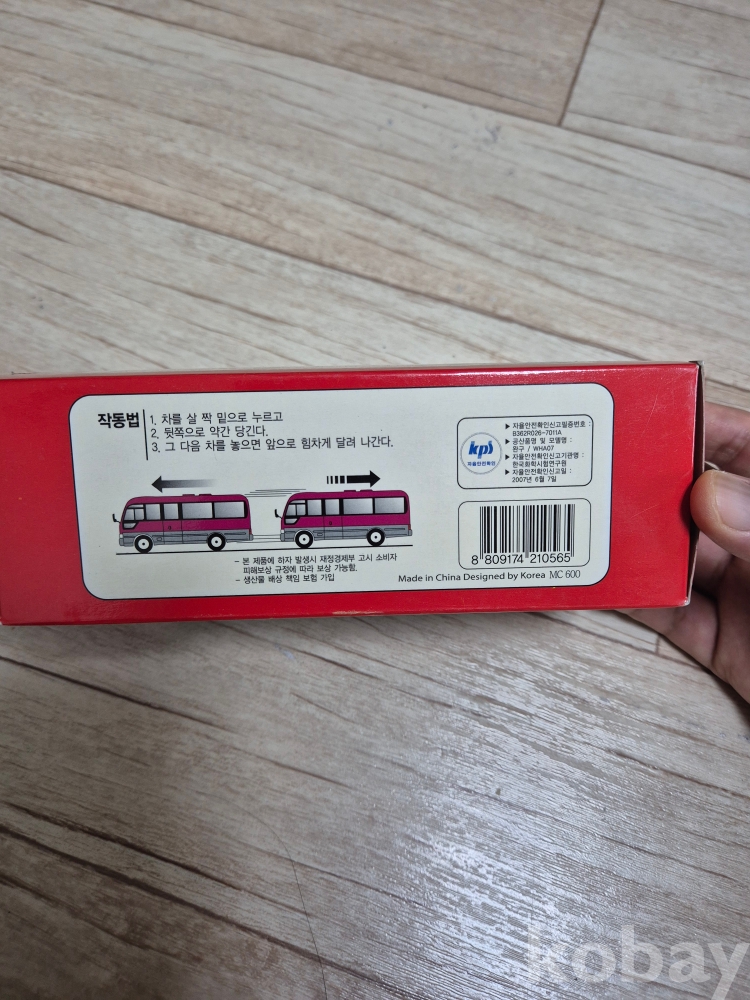 작동법
1. 차를 살 짝 밑으로 누르고
2. 뒷쪽으로 약간 당긴다.
3. 그 다음 차를 놓으면 앞으로 힘차게 달려 나간다.
kps
자율안전확인
▶ 자율안전확인신고필증번호 :
B362R026-7011A
▶ 공산품명 및 모델명 :
완구 / WHA07
▶ 자율안전확인신고기관명 :
한국화학시험연구원
▶ 자율안전확인신고일 :
2007년 6월 7일
8 809174 210565
- 본 제품에 하자 발생시 재정경제부 고시 소비자
피해보상 규정에 따라 보상 가능함.
- 생산물 배상 책임 보험 가입
Made in China Designed by Korea MC 600
kobay